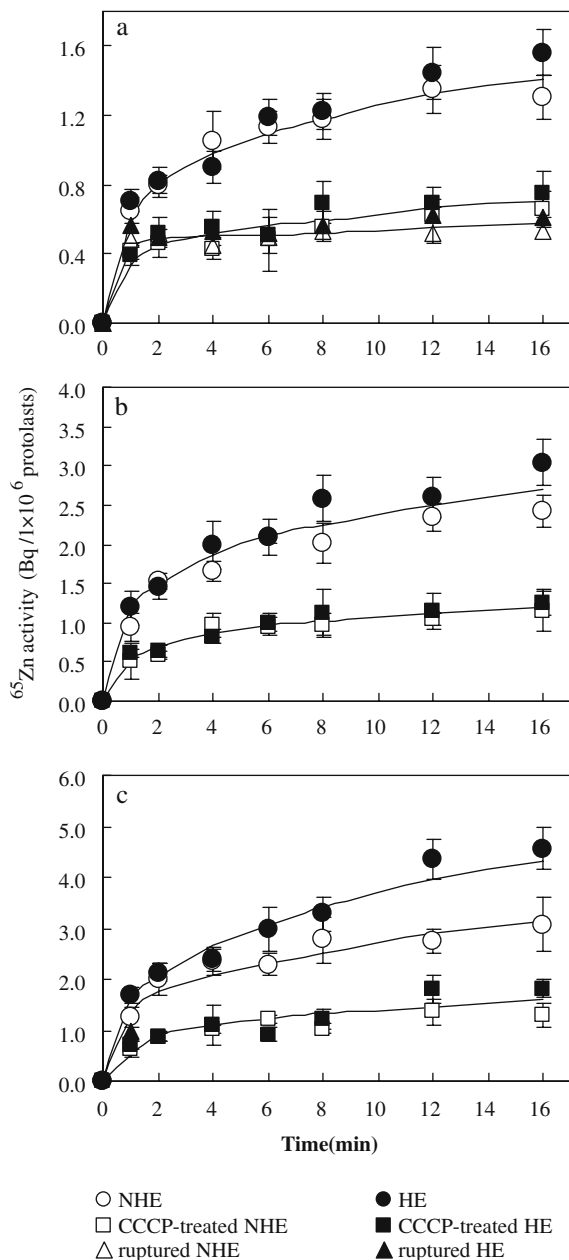 a
1.6
1.2
0.8
0.4
0.0
0 2 4 6 8 10 12 14 16
b
4.0
3.5
3.0
2.5
2.0
1.5
1.0
0.5
0.0
0 2 4 6 8 10 12 14 16
⁶⁵Zn activity (Bq/1×10⁶ protolasts)
c
6.0
5.0
4.0
3.0
2.0
1.0
0.0
0 2 4 6 8 10 12 14 16
Time(min)
NHE HE
CCCP-treated NHE CCCP-treated HE
ruptured NHE ruptured HE